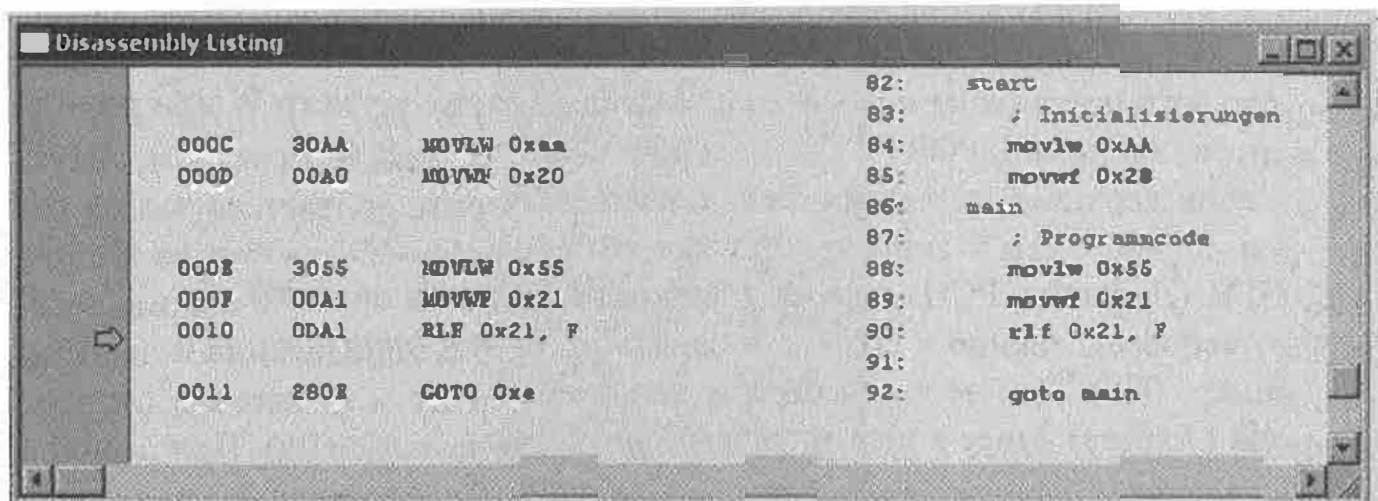 Disassembly Listing
82: start
83: ; Inicialisierungen
000C 30AA MOVLW 0xaa 84: movlw 0xAA
000D 00A0 MOVWF 0x20 85: movwf 0x20
86: main
87: ; Programmcode
000E 3055 MOVLW 0x55 88: movlw 0x55
000F 00A1 MOVWF 0x21 89: movwf 0x21
0010 0DA1 RLF 0x21, F 90: rlf 0x21, F
91:
0011 280E GOTO 0xe 92: goto main